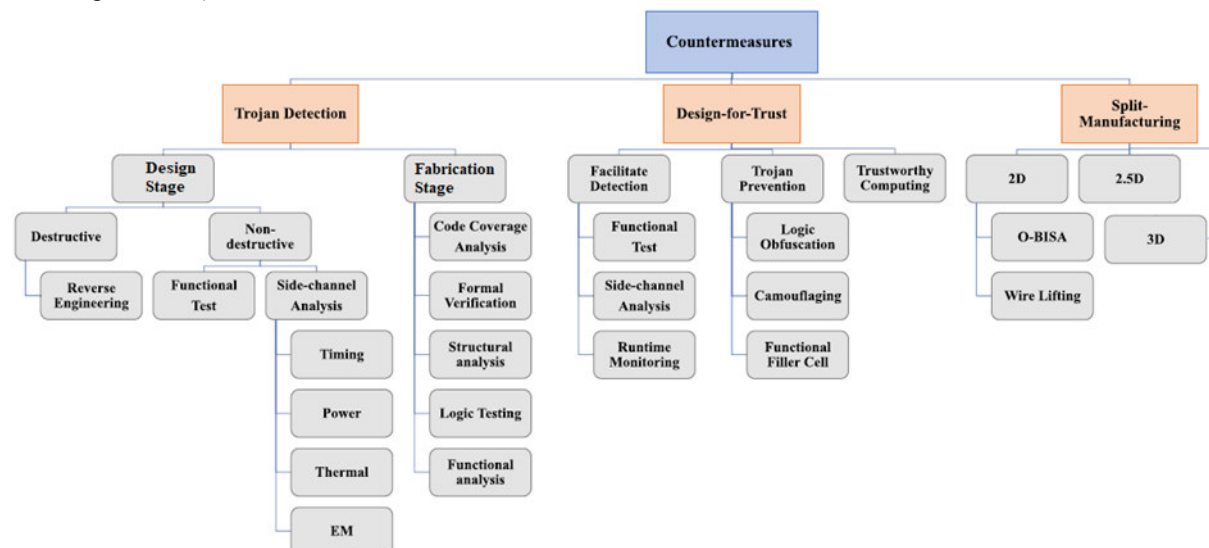 Countermeasures
Trojan Detection
Design-for-Trust
Split-
Manufacturing
Design
Stage
Fabrication
Stage
Facilitate
Detection
Trojan
Prevention
Trustworthy
Computing
2D
2.5D
Destructive
Non-
destructive
Code Coverage
Analysis
Functional
Test
Logic
Obfuscation
O-BISA
3D
Reverse
Engineering
Functional
Test
Side-channel
Analysis
Formal
Verification
Side-channel
Analysis
Camouflaging
Wire Lifting
Timing
Structural
analysis
Runtime
Monitoring
Functional
Filler Cell
Power
Logic Testing
Thermal
Functional
analysis
EM